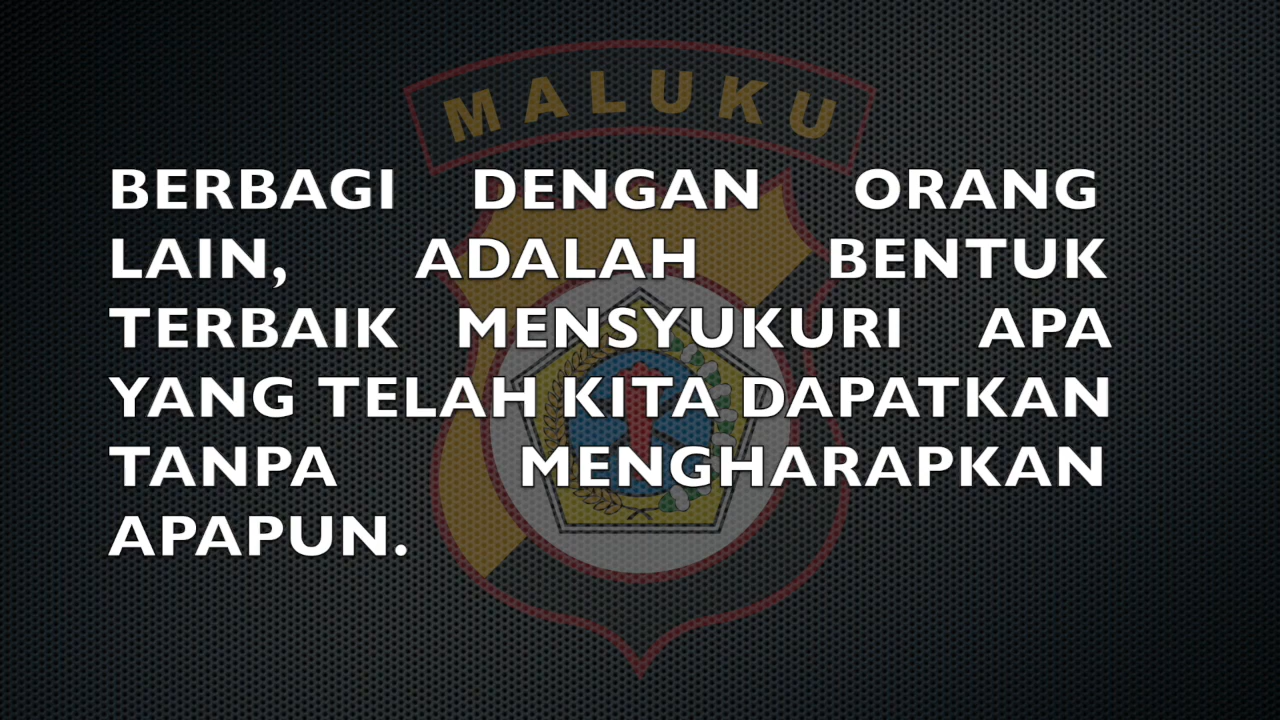 MALUKU
BERBAGI DENGAN ORANG
LAIN, ADALAH BENTUK
TERBAIK MENSYUKURI APA
YANG TELAH KITA DAPATKAN
TANPA MENGHARAPKAN
APAPUN.